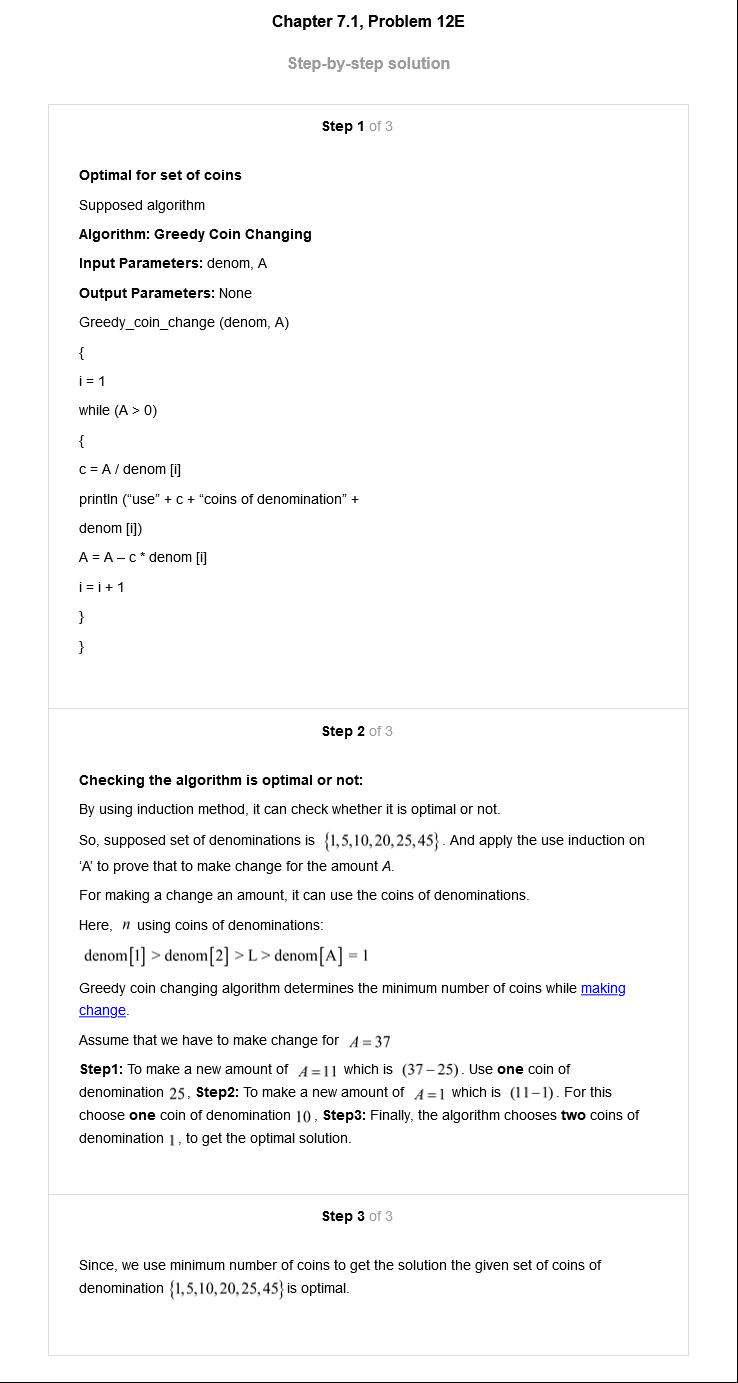 Chapter 7.1, Problem 12E
Step-by-step solution
Step 1 of 3
Optimal for set of coins
Supposed algorithm
Algorithm: Greedy Coin Changing
Input Parameters: denom, A
Output Parameters: None
Greedy_coin_change (denom, A)
{
i = 1
while (A > 0)
{
c = A / denom [i]
println (“use” + c + “coins of denomination” +
denom [i])
A = A – c * denom [i]
i = i + 1
}
}
Step 2 of 3
Checking the algorithm is optimal or not:
By using induction method, it can check whether it is optimal or not.
So, supposed set of denominations is {1,5,10,20,25,45}. And apply the use induction on
‘A’ to prove that to make change for the amount A.
For making a change an amount, it can use the coins of denominations.
Here, n using coins of denominations:
denom[1] > denom[2] > L > denom[A] = 1
Greedy coin changing algorithm determines the minimum number of coins while making
change.
Assume that we have to make change for A=37
Step1: To make a new amount of A=11 which is (37−25). Use one coin of
denomination 25, Step2: To make a new amount of A=1 which is (11−1). For this
choose one coin of denomination 10, Step3: Finally, the algorithm chooses two coins of
denomination 1, to get the optimal solution.
Step 3 of 3
Since, we use minimum number of coins to get the solution the given set of coins of
denomination {1,5,10,20,25,45} is optimal.